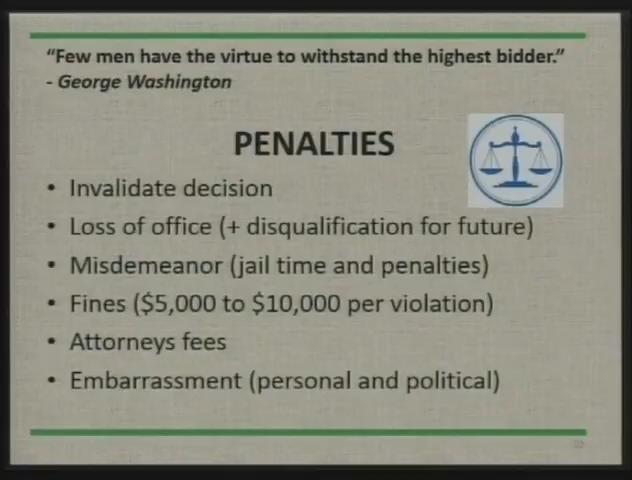 “Few men have the virtue to withstand the highest bidder.”
- George Washington
PENALTIES
• Invalidate decision
• Loss of office (+ disqualification for future)
• Misdemeanor (jail time and penalties)
• Fines ($5,000 to $10,000 per violation)
• Attorneys fees
• Embarrassment (personal and political)